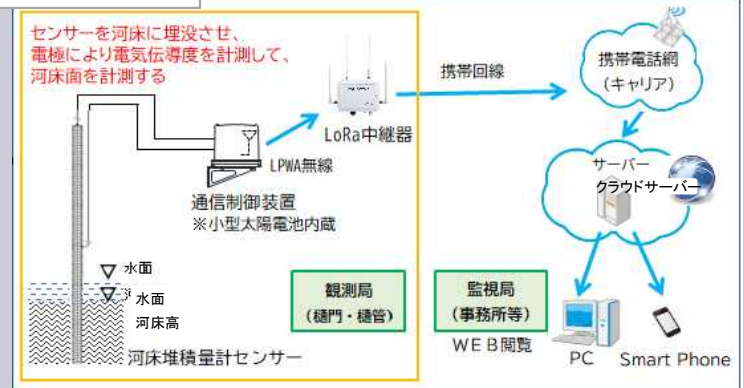 センサーを河床に埋没させ、
電極により電気伝導度を計測して、
河床面を計測する
携帯回線
携帯電話網
(キャリア)
LoRa中継器
LPWA無線
通信制御装置
※小型太陽電池内蔵
サーバー
クラウドサーバー
水面
水面
河床高
観測局
(樋門・樋管)
監視局
(事務所等)
WEB閲覧
河床堆積量計センサー
PC
Smart Phone